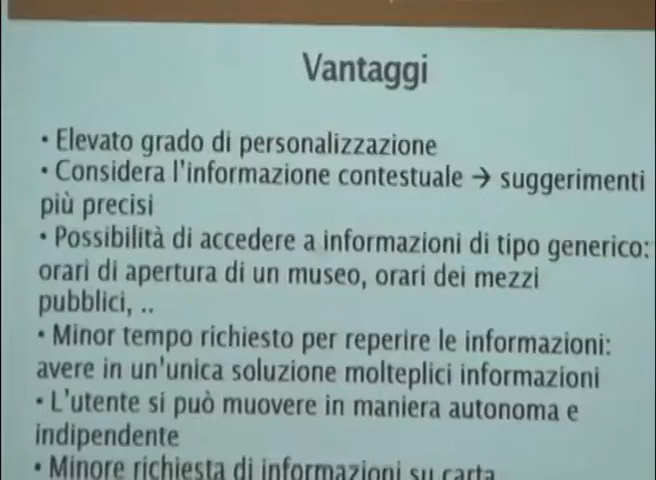 Vantaggi
• Elevato grado di personalizzazione
• Considera l'informazione contestuale → suggerimenti
più precisi
• Possibilità di accedere a informazioni di tipo generico:
orari di apertura di un museo, orari dei mezzi
pubblici, ..
• Minor tempo richiesto per reperire le informazioni:
avere in un'unica soluzione molteplici informazioni
• L'utente si può muovere in maniera autonoma e
indipendente
• Minore richiesta di informazioni su carta